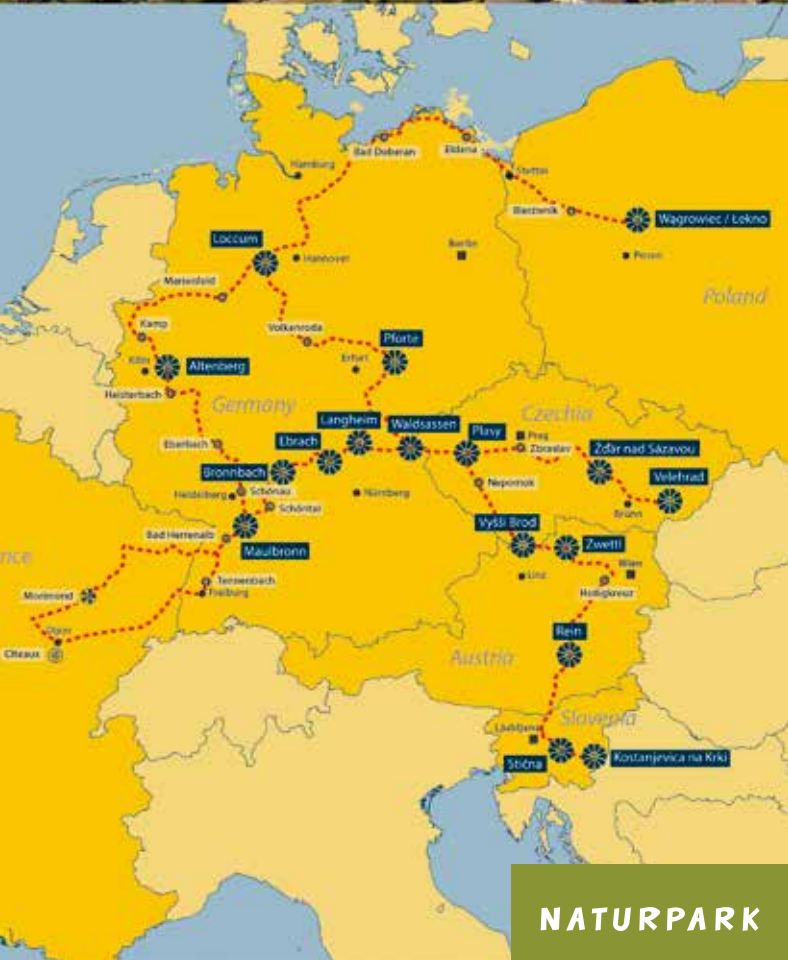 Bad Doberan
Eldena
Hamburg
Stettin
Bierzwnik
Wągrowiec / Łekno
Loccum
Hannover
Berlin
Posen
Marienfeld
Poland
Kamp
Volkenroda
Pforte
Köln
Altenberg
Erfurt
Heisterbach
Germany
Czechia
Langheim
Waldsassen
Plasy
Prag
Ebrach
Zbraslav
Eberbach
Žďár nad Sázavou
Bronnbach
Velehrad
Nepomuk
Heidelberg
Schönau
Nürnberg
Schöntal
Brünn
Vyšší Brod
Bad Herrenalb
Zwettl
Maulbronn
nce
Wien
Linz
Tennenbach
Heiligkreuz
Freiburg
Morimond
Dijon
Rein
Cîteaux
Austria
Slovenia
Ljubljana
Stična
Kostanjevica na Krki
NATURPARK